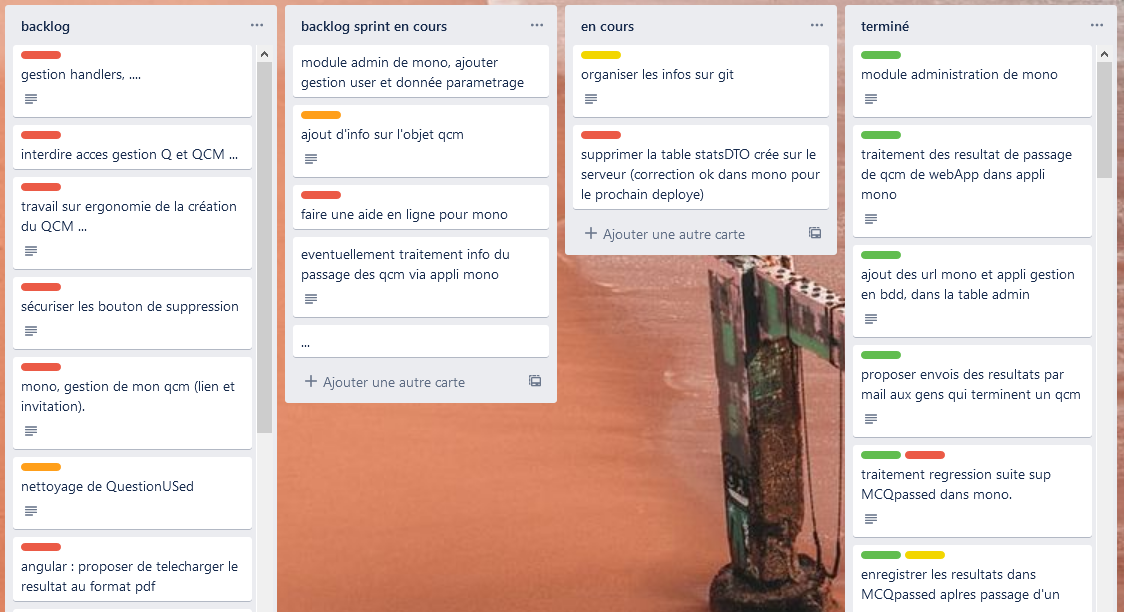 backlog
gestion handlers, ....
interdire acces gestion Q et QCM ...
travail sur ergonomie de la création
du QCM ...
sécuriser les bouton de suppression
mono, gestion de mon qcm (lien et
invitation).
nettoyage de QuestionUSed
angular : proposer de telecharger le
resultat au format pdf
backlog sprint en cours
module admin de mono, ajouter
gestion user et donnée parametrage
ajout d'info sur l'objet qcm
faire une aide en ligne pour mono
eventuellement traitement info du
passage des qcm via appli mono
...
Ajouter une autre carte
en cours
organiser les infos sur git
supprimer la table statsDTO crée sur le
serveur (correction ok dans mono pour
le prochain deploye)
Ajouter une autre carte
terminé
module administration de mono
traitement des resultat de passage
de qcm de webApp dans appli
mono
ajout des url mono et appli gestion
en bdd, dans la table admin
proposer envois des resultats par
mail aux gens qui terminent un qcm
traitement regression suite sup
MCQpassed dans mono.
enregistrer les resultats dans
MCQpassed aplres passage d'un